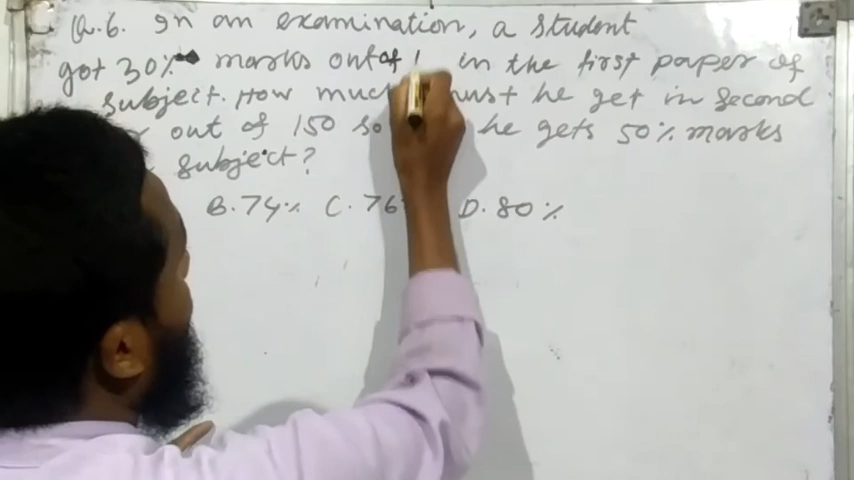 Q.6. In an examination, a student
got 30% marks out of 1 in the first paper of
subject. How much must he get in second
out of 150 so he gets 50% marks
subject?
B. 74% C. 76 D. 80%